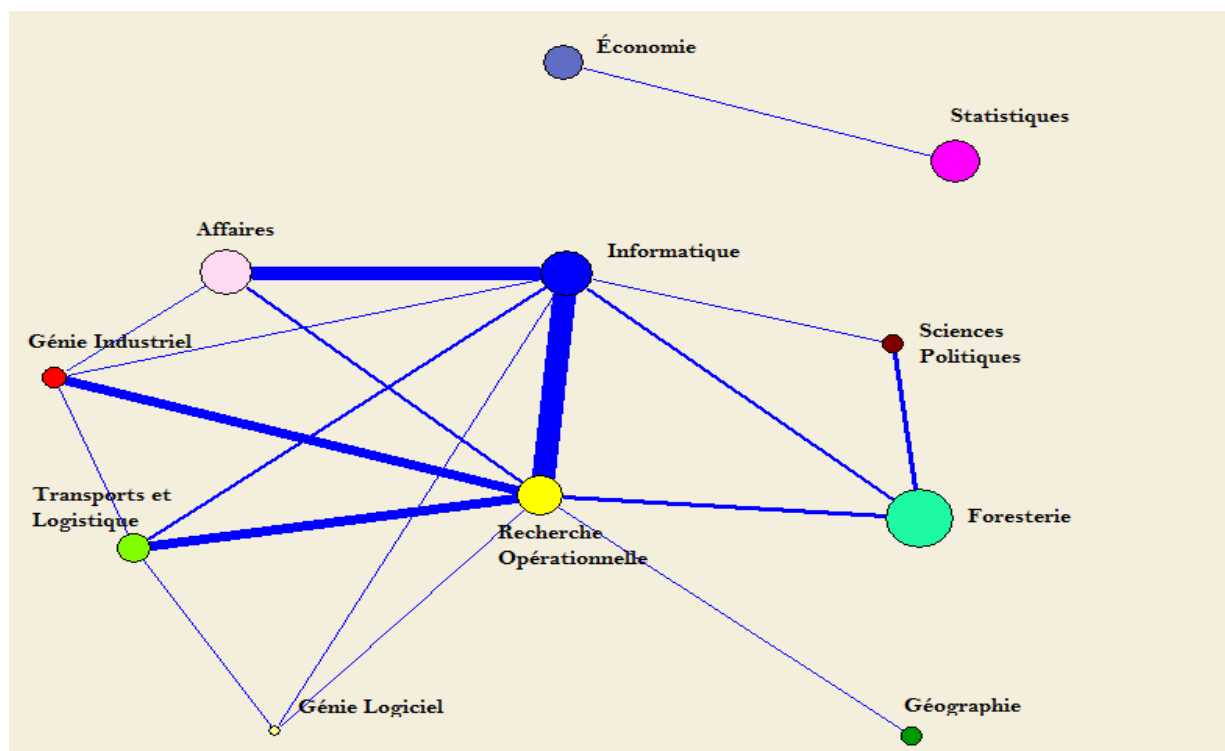 Économie
Statistiques
Affaires
Informatique
Génie Industriel
Sciences
Politiques
Transports et
Logistique
Foresterie
Recherche
Opérationnelle
Génie Logiciel
Géographie